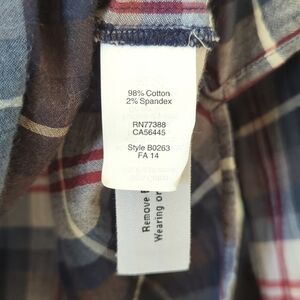 98% Cotton
2% Spandex
RN77388
CA56445
Style B0263
FA 14
Remove
Wearing or